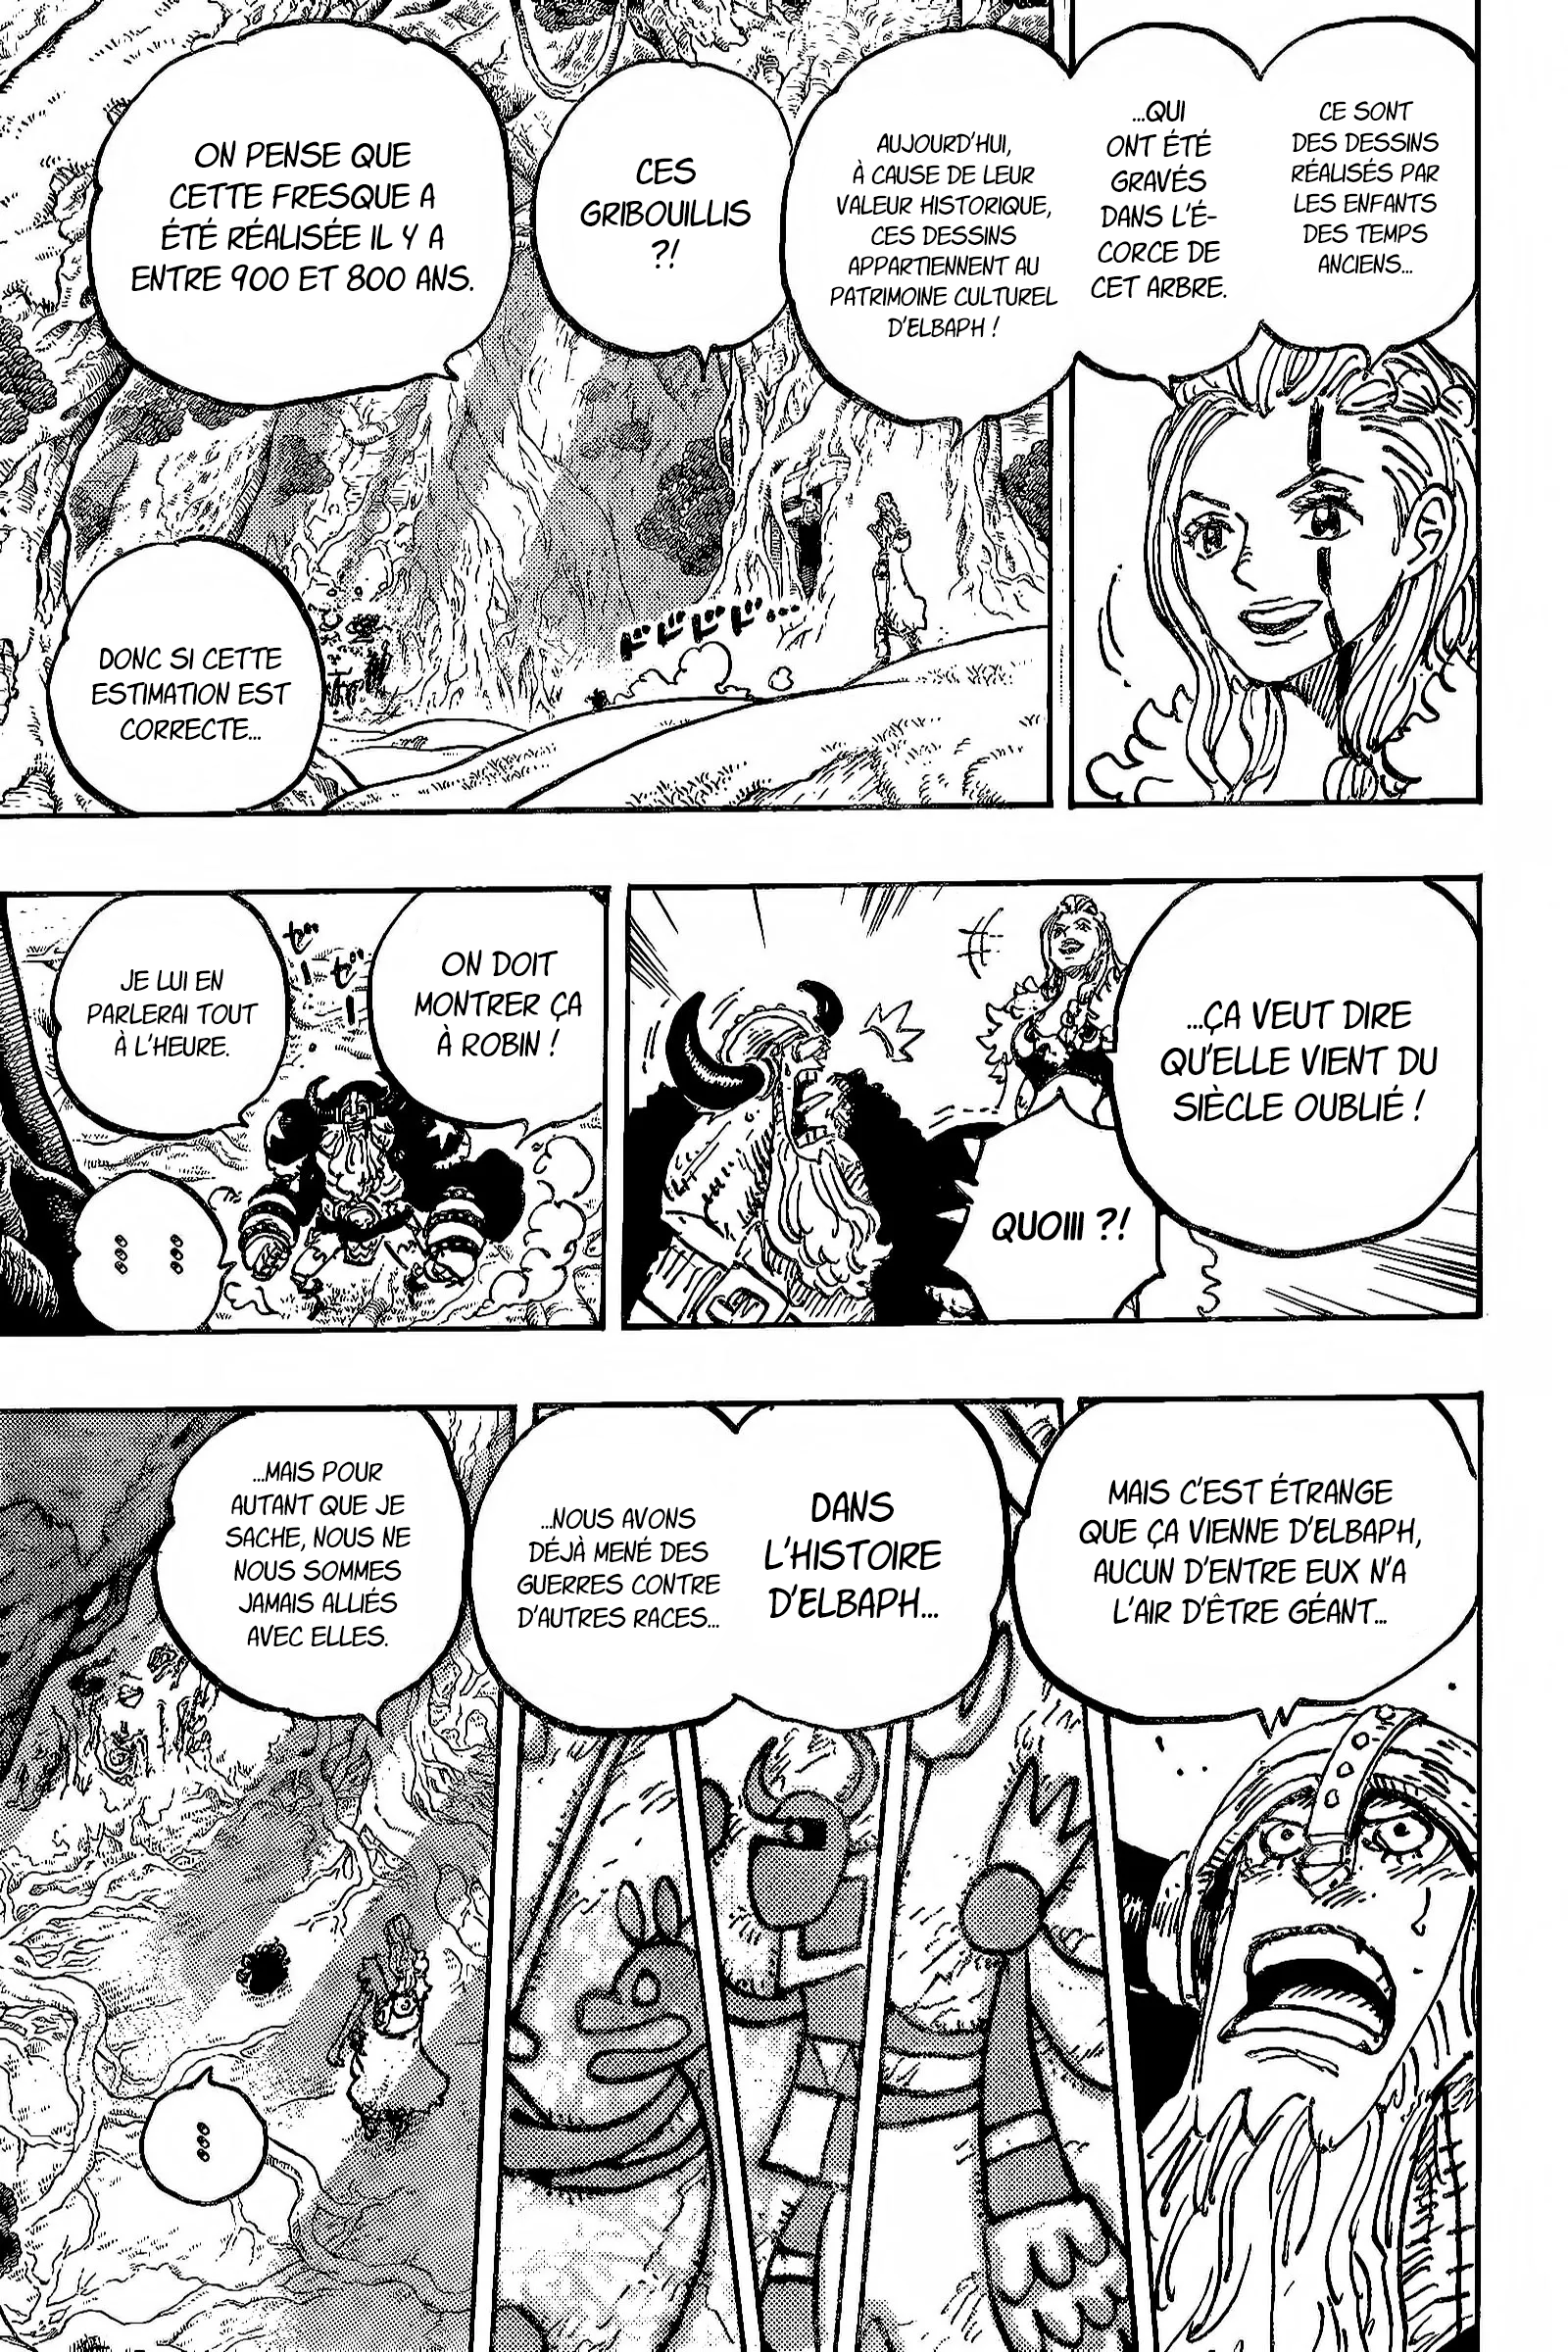 CE SONT
DES DESSINS
RÉALISÉS PAR
LES ENFANTS
DES TEMPS
ANCIENS...
...QUI
ONT ÉTÉ
GRAVÉS
DANS L'É-
CORCE DE
CET ARBRE.
AUJOURD'HUI,
À CAUSE DE LEUR
VALEUR HISTORIQUE,
CES DESSINS
APPARTIENNENT AU
PATRIMOINE CULTUREL
D'ELBAPH !
CES
GRIBOUILLIS
?!
ON PENSE QUE
CETTE FRESQUE A
ÉTÉ RÉALISÉE IL Y A
ENTRE 900 ET 800 ANS.
ドドドド...
DONC SI CETTE
ESTIMATION EST
CORRECTE...
...ÇA VEUT DIRE
QU'ELLE VIENT DU
SIÈCLE OUBLIÉ !
QUOIII ?!
ON DOIT
MONTRER ÇA
À ROBIN !
ゼーゼー
JE LUI EN
PARLERAI TOUT
À L'HEURE.
... ...
MAIS C'EST ÉTRANGE
QUE ÇA VIENNE D'ELBAPH,
AUCUN D'ENTRE EUX N'A
L'AIR D'ÊTRE GÉANT...
DANS
L'HISTOIRE
D'ELBAPH...
...NOUS AVONS
DÉJÀ MENÉ DES
GUERRES CONTRE
D'AUTRES RACES...
...MAIS POUR
AUTANT QUE JE
SACHE, NOUS NE
NOUS SOMMES
JAMAIS ALLIÉS
AVEC ELLES.
...